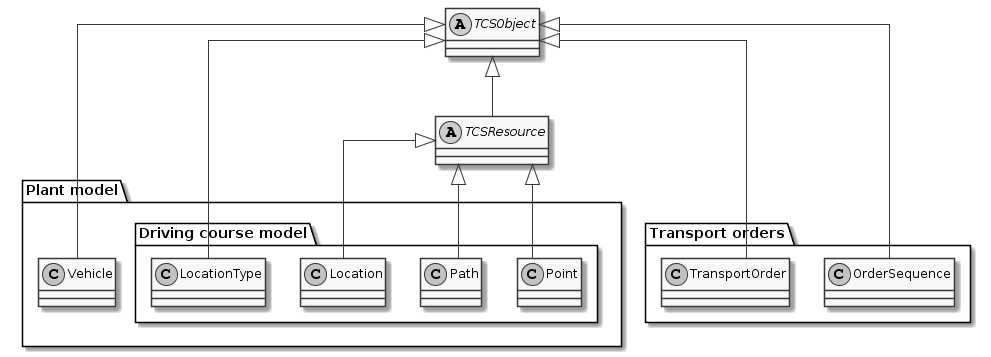 A TCSObject
A TCSResource
Plant model
Driving course model
Transport orders
C Vehicle
C LocationType
C Location
C Path
C Point
C TransportOrder
C OrderSequence